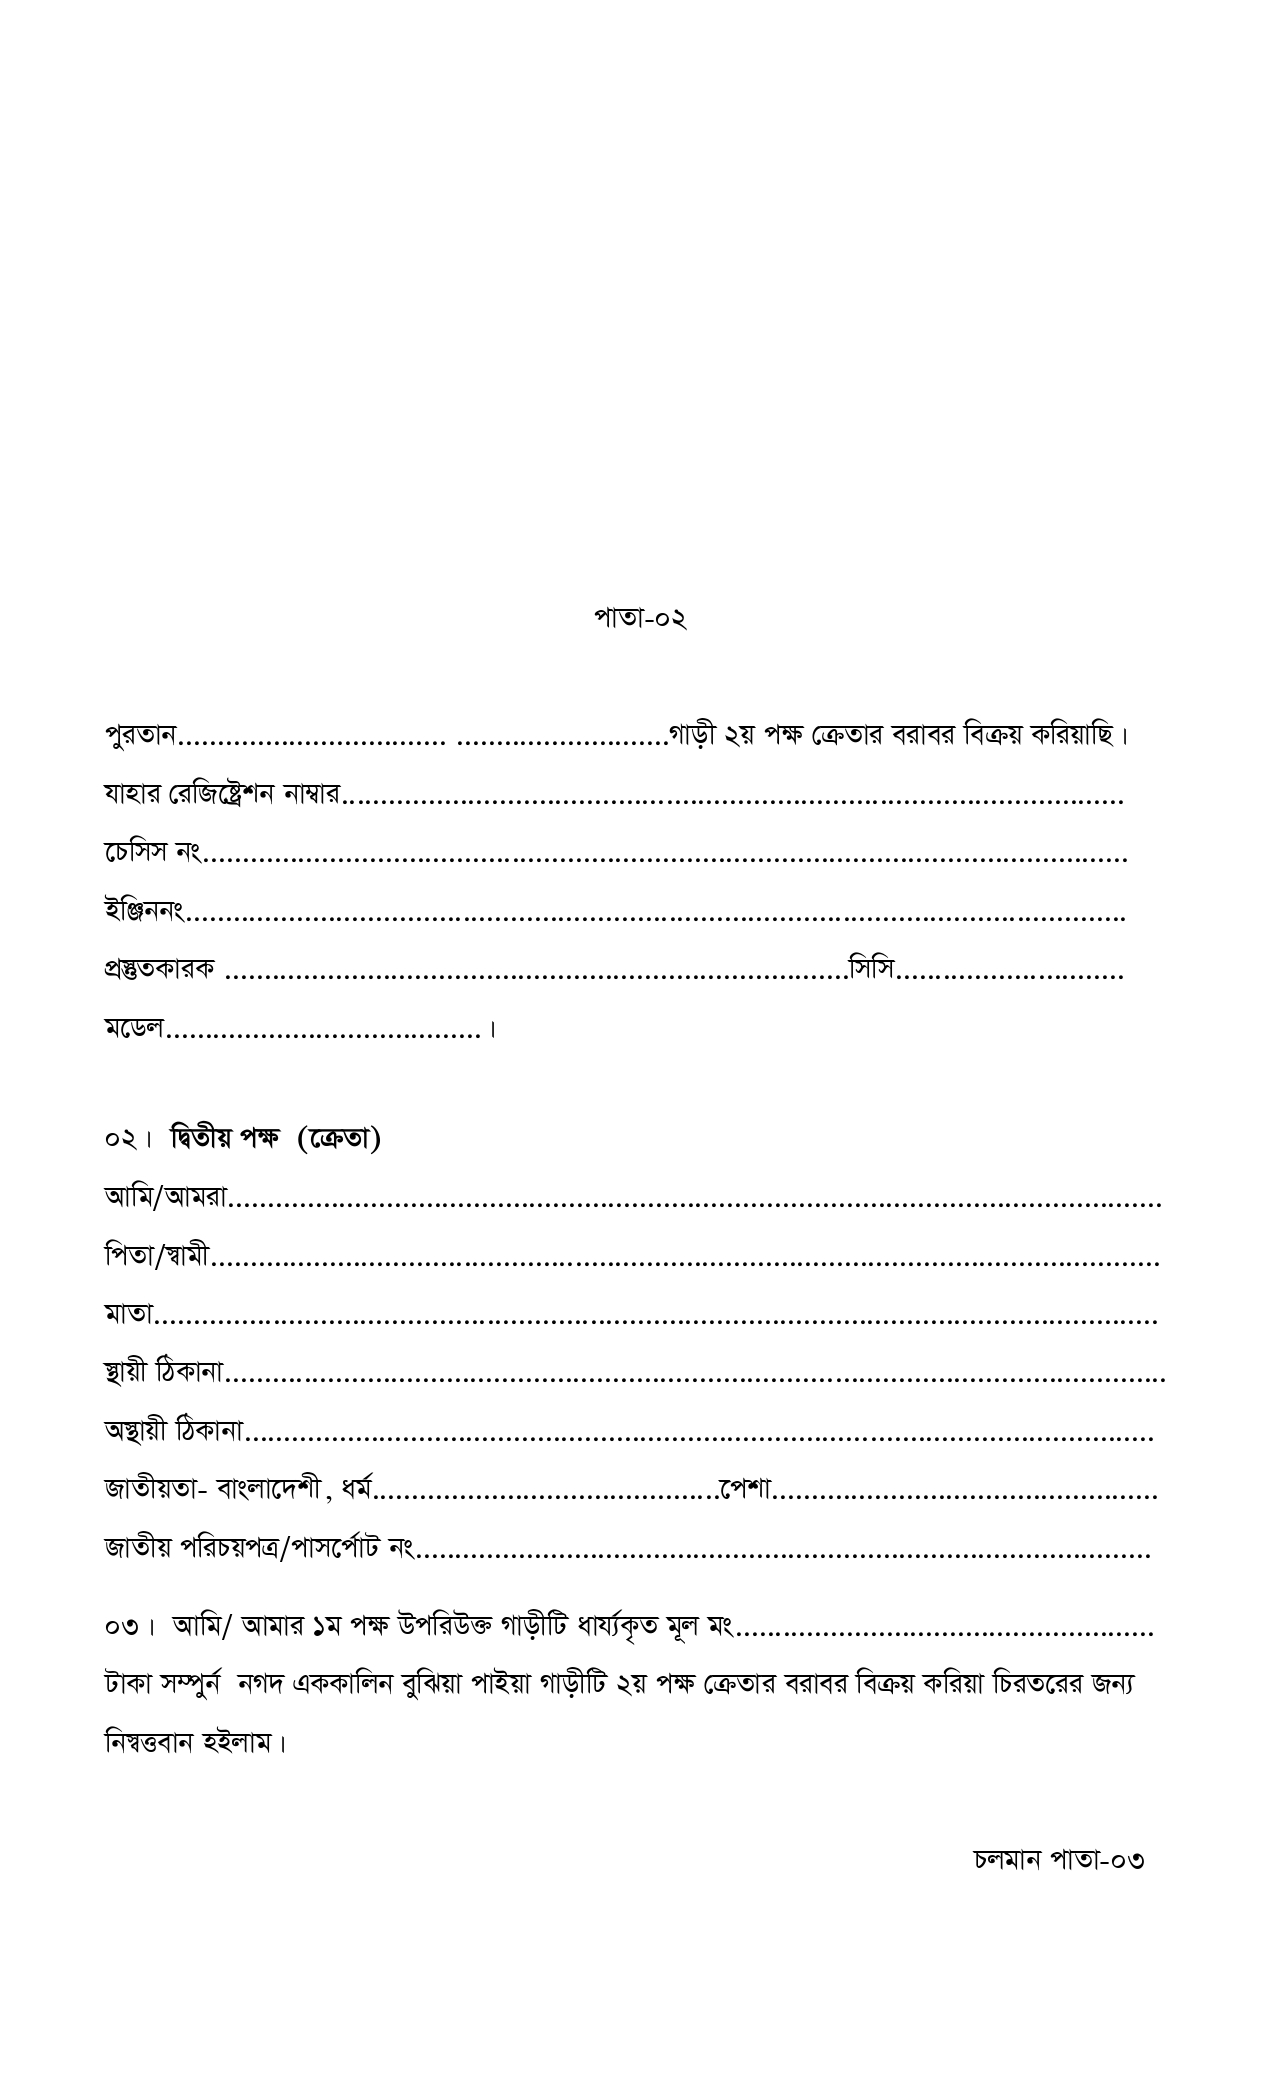 পাতা-০২
পুরতান.................................. ...........................গাড়ী ২য় পক্ষ ক্রেতার বরাবর বিক্রয় করিয়াছি।
যাহার রেজিষ্ট্রেশন নাম্বার...................................................................................................
চেসিস নং.....................................................................................................................
ইঞ্জিননং.......................................................................................................................
প্রস্তুতকারক ...............................................................................সিসি.............................
মডেল........................................।
০২। দ্বিতীয় পক্ষ (ক্রেতা)
আমি/আমরা......................................................................................................................
পিতা/স্বামী........................................................................................................................
মাতা...............................................................................................................................
স্থায়ী ঠিকানা.......................................................................................................................
অস্থায়ী ঠিকানা...................................................................................................................
জাতীয়তা- বাংলাদেশী, ধর্ম............................................পেশা.................................................
জাতীয় পরিচয়পত্র/পাসর্পোট নং.............................................................................................
০৩। আমি/ আমার ১ম পক্ষ উপরিউক্ত গাড়ীটি ধার্য্যকৃত মূল মং.....................................................
টাকা সম্পুর্ন নগদ এককালিন বুঝিয়া পাইয়া গাড়ীটি ২য় পক্ষ ক্রেতার বরাবর বিক্রয় করিয়া চিরতরের জন্য
নিস্বত্তবান হইলাম।
চলমান পাতা-০৩